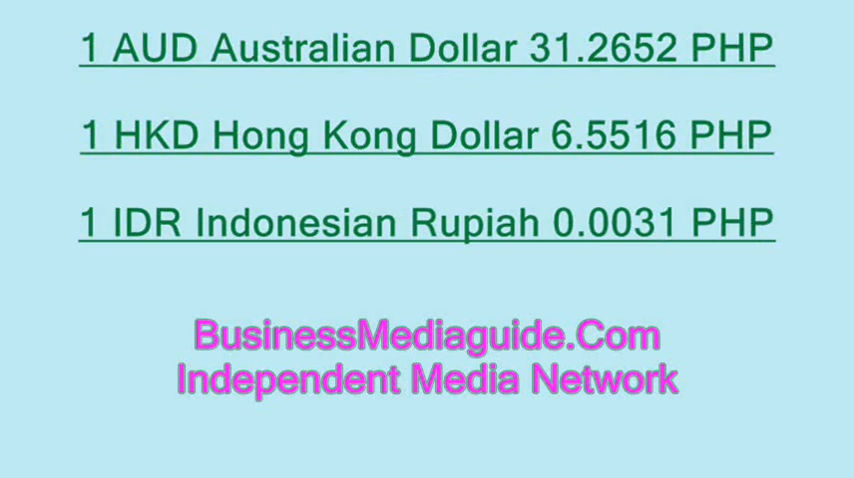 1 AUD Australian Dollar 31.2652 PHP
1 HKD Hong Kong Dollar 6.5516 PHP
1 IDR Indonesian Rupiah 0.0031 PHP
BusinessMediaguide.Com
Independent Media Network